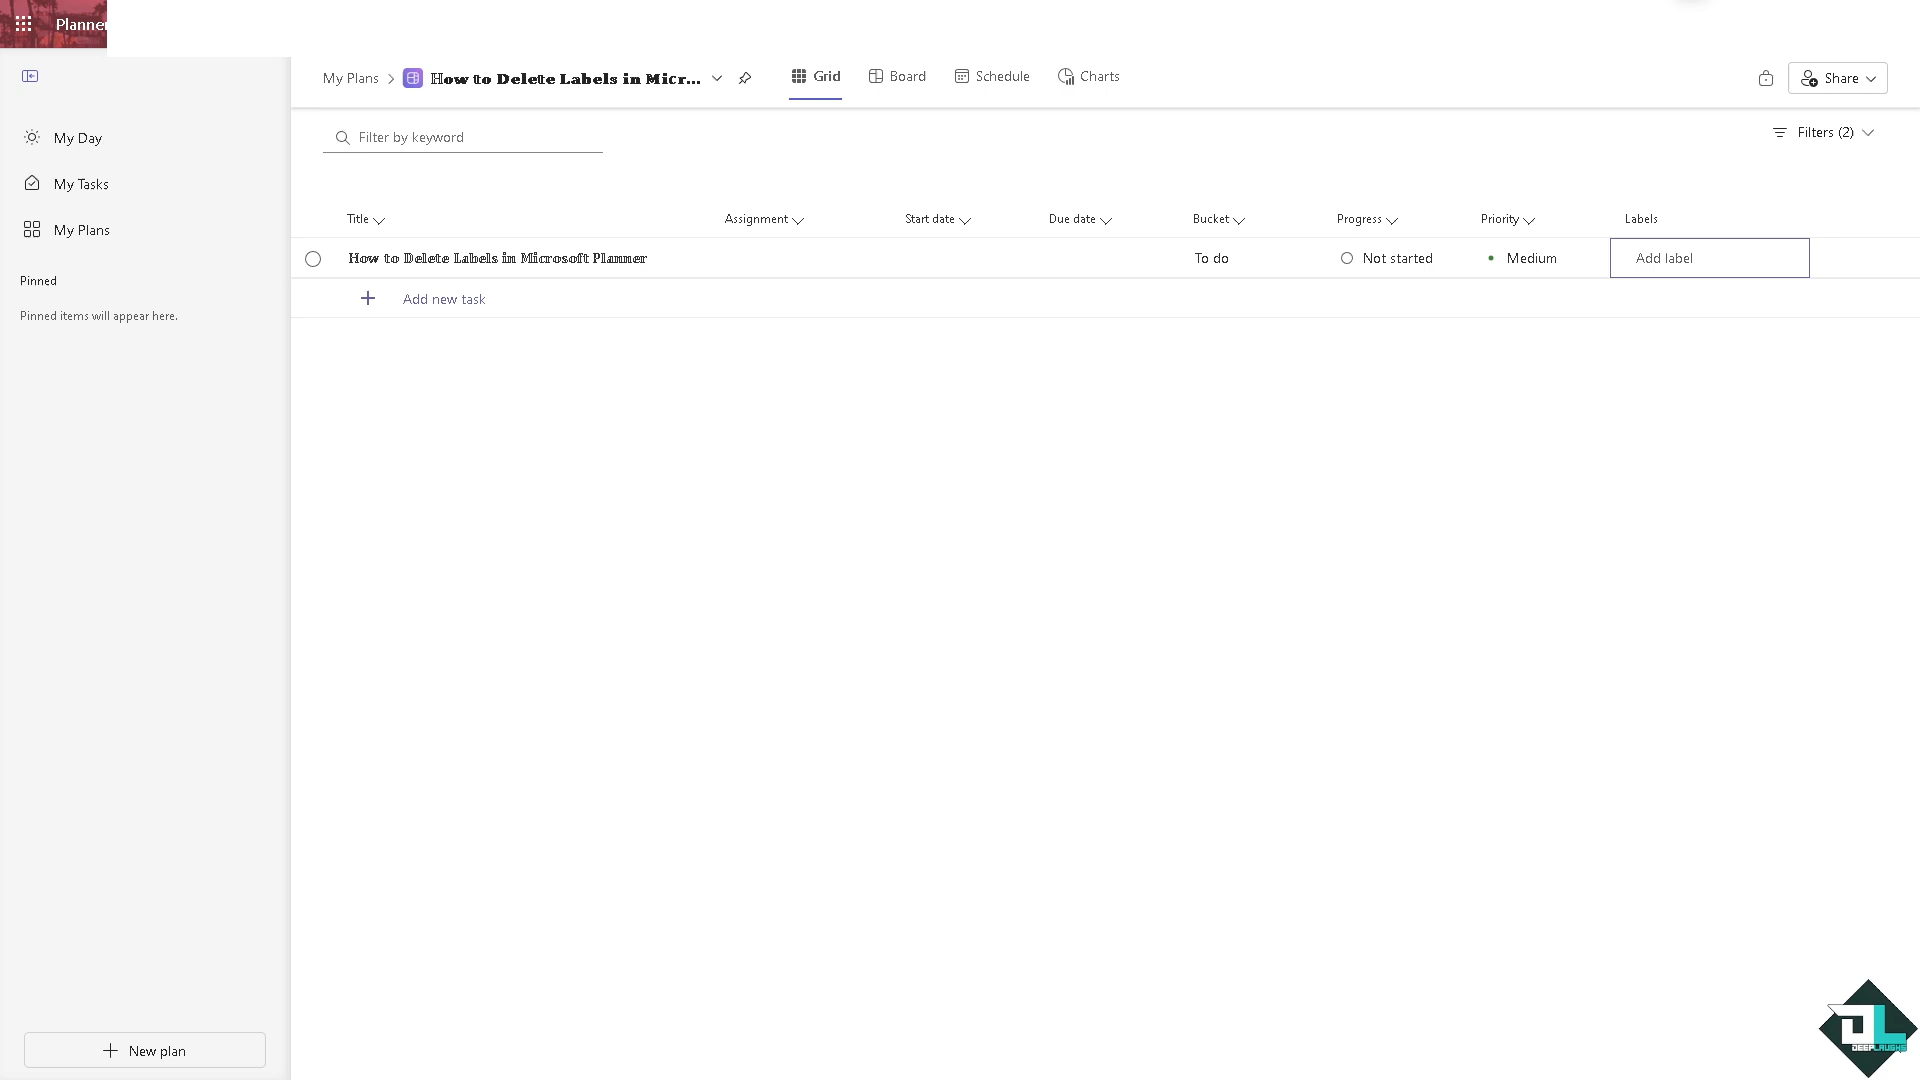 Planner
My Plans
How to Delete Labels in Micr...
Grid
Board
Schedule
Charts
Share
My Day
My Tasks
My Plans
Pinned
Pinned items will appear here.
Filter by keyword
Filters (2)
Title
Assignment
Start date
Due date
Bucket
Progress
Priority
Labels
How to Delete Labels in Microsoft Planner
To do
Not started
Medium
Add label
Add new task
New plan
DEEPLAUGHS